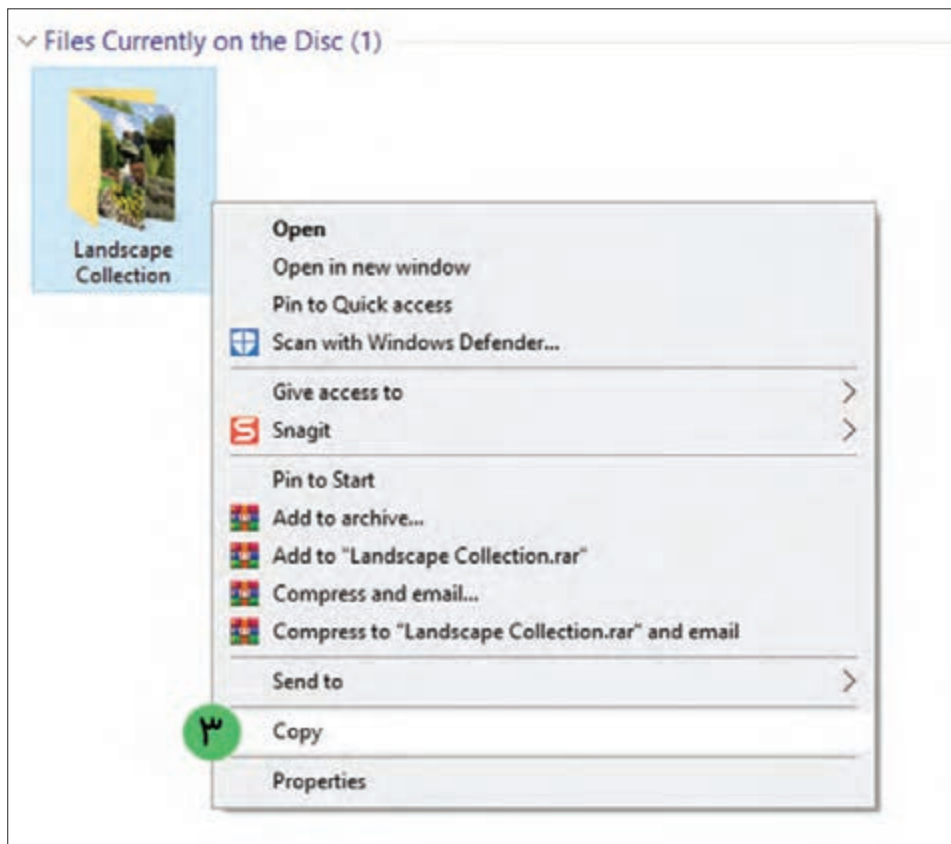 Files Currently on the Disc (1)
Landscape
Collection
Open
Open in new window
Pin to Quick access
Scan with Windows Defender...
Give access to
Snagit
Pin to Start
Add to archive...
Add to "Landscape Collection.rar"
Compress and email...
Compress to "Landscape Collection.rar" and email
Send to
۳ Copy
Properties